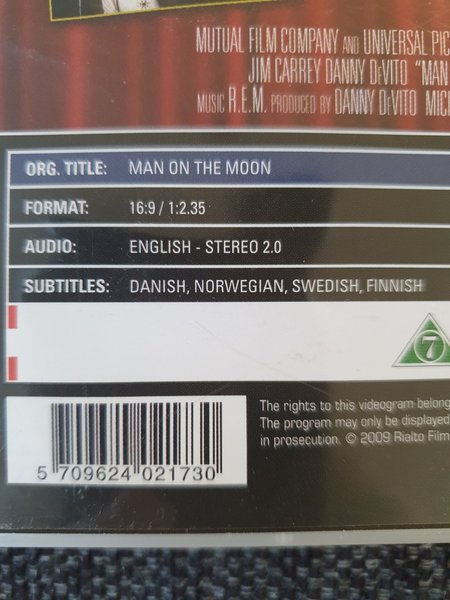 MUTUAL FILM COMPANY AND UNIVERSAL PIC
JIM CARREY DANNY DEVITO "MAN
MUSIC R.E.M. PRODUCED BY DANNY DEVITO MICH
ORG. TITLE: MAN ON THE MOON
FORMAT: 16:9 / 1:2.35
AUDIO: ENGLISH - STEREO 2.0
SUBTITLES: DANISH, NORWEGIAN, SWEDISH, FINNISH
7
The rights to this videogram belong
The program may only be displayed
in prosecution. © 2009 Rialto Film
5 709624 021730